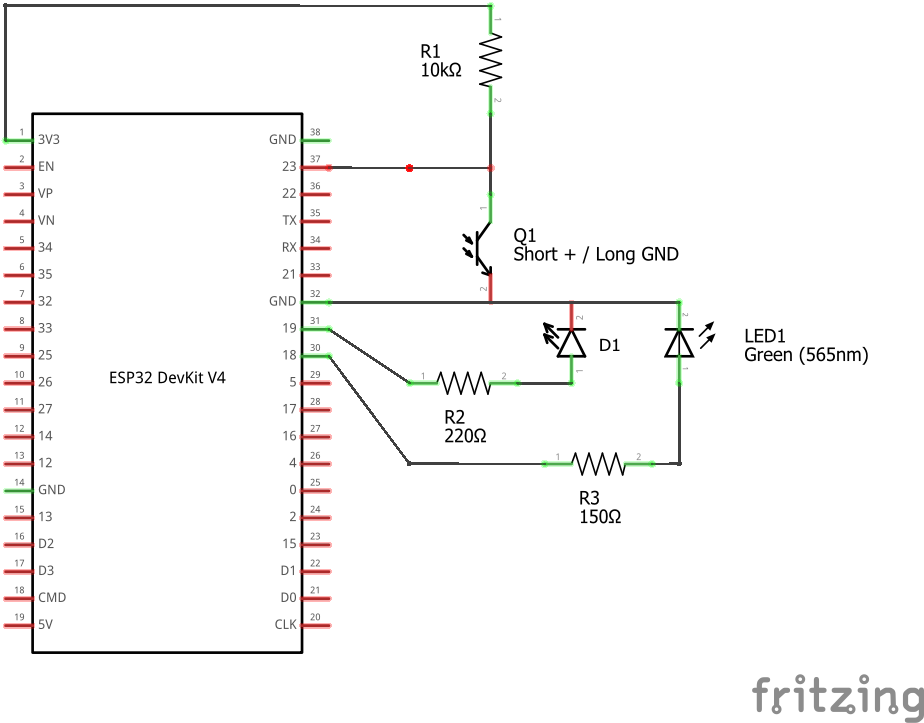 1
R1
10kΩ
2
1 3V3 GND 38
2 EN 23 37
3 VP 22 36
4 VN TX 35
5 34 RX 34
6 35 21 33
7 32 GND 32
8 33 19 31
9 25 18 30
10 26 5 29
11 27 17 28
12 14 16 27
13 12 4 26
14 GND 0 25
15 13 2 24
16 D2 15 23
17 D3 D1 22
18 CMD D0 21
19 5V CLK 20
ESP32 DevKit V4
1
Q1
Short + / Long GND
2
2
D1
1
2
LED1
Green (565nm)
1
1 2
R2
220Ω
1 2
R3
150Ω
fritzing